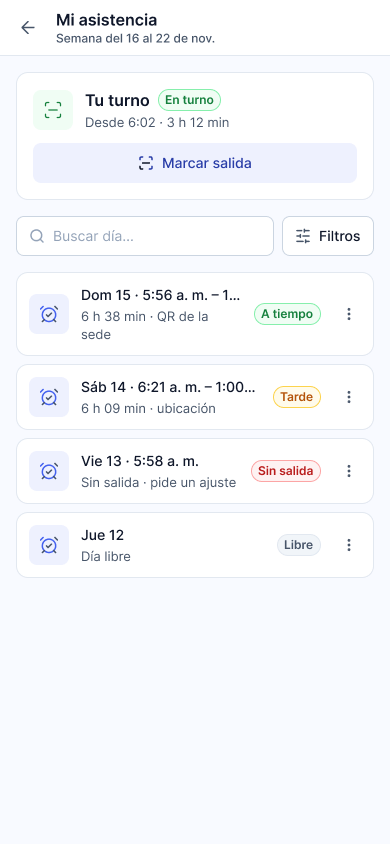 Mi asistencia
Semana del 16 al 22 de nov.
Tu turno
En turno
Desde 6:02 · 3 h 12 min
Marcar salida
Buscar día...
Filtros
Dom 15 · 5:56 a. m. – 1...
6 h 38 min · QR de la
sede
A tiempo
Sáb 14 · 6:21 a. m. – 1:00...
6 h 09 min · ubicación
Tarde
Vie 13 · 5:58 a. m.
Sin salida · pide un ajuste
Sin salida
Jue 12
Día libre
Libre